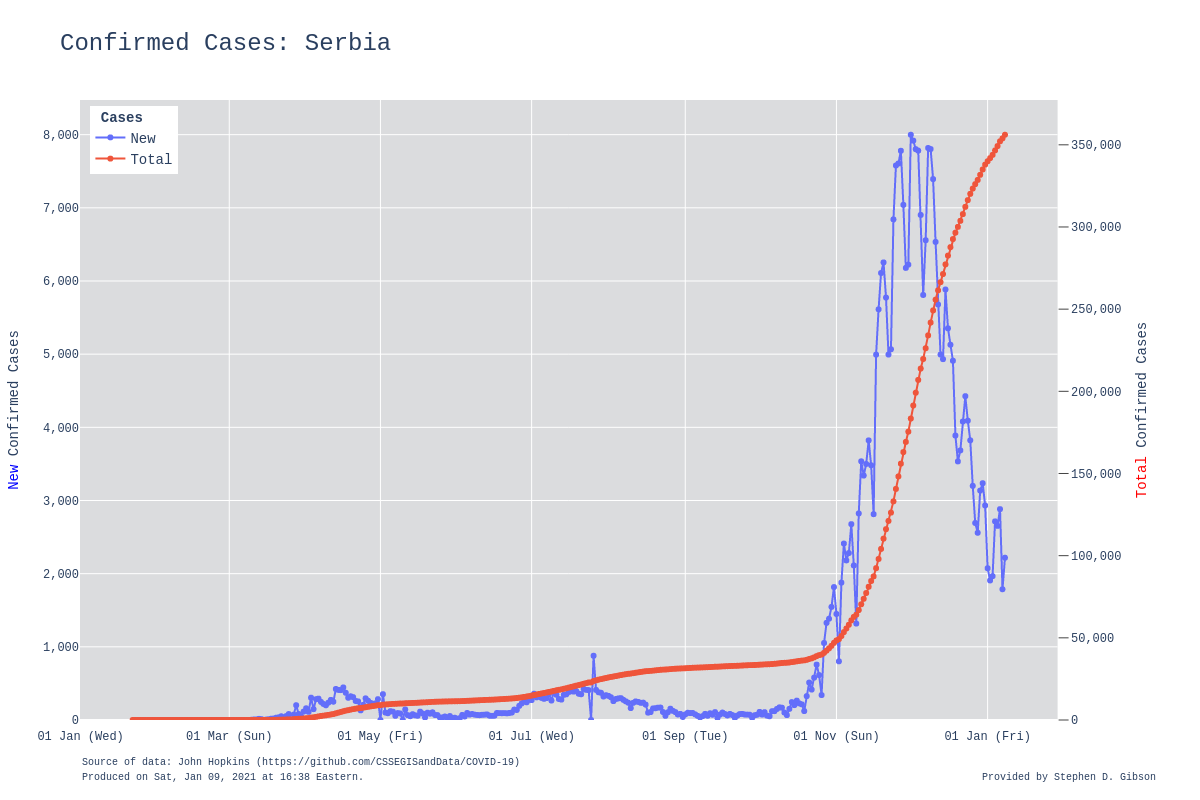 Confirmed Cases: Serbia
Cases
New
Total
8,000
7,000
6,000
5,000
4,000
3,000
2,000
1,000
0
New Confirmed Cases
350,000
300,000
250,000
200,000
150,000
100,000
50,000
0
Total Confirmed Cases
01 Jan (Wed) 01 Mar (Sun) 01 May (Fri) 01 Jul (Wed) 01 Sep (Tue) 01 Nov (Sun) 01 Jan (Fri)
Source of data: John Hopkins (https://github.com/CSSEGISandData/COVID-19)
Produced on Sat, Jan 09, 2021 at 16:38 Eastern.
Provided by Stephen D. Gibson